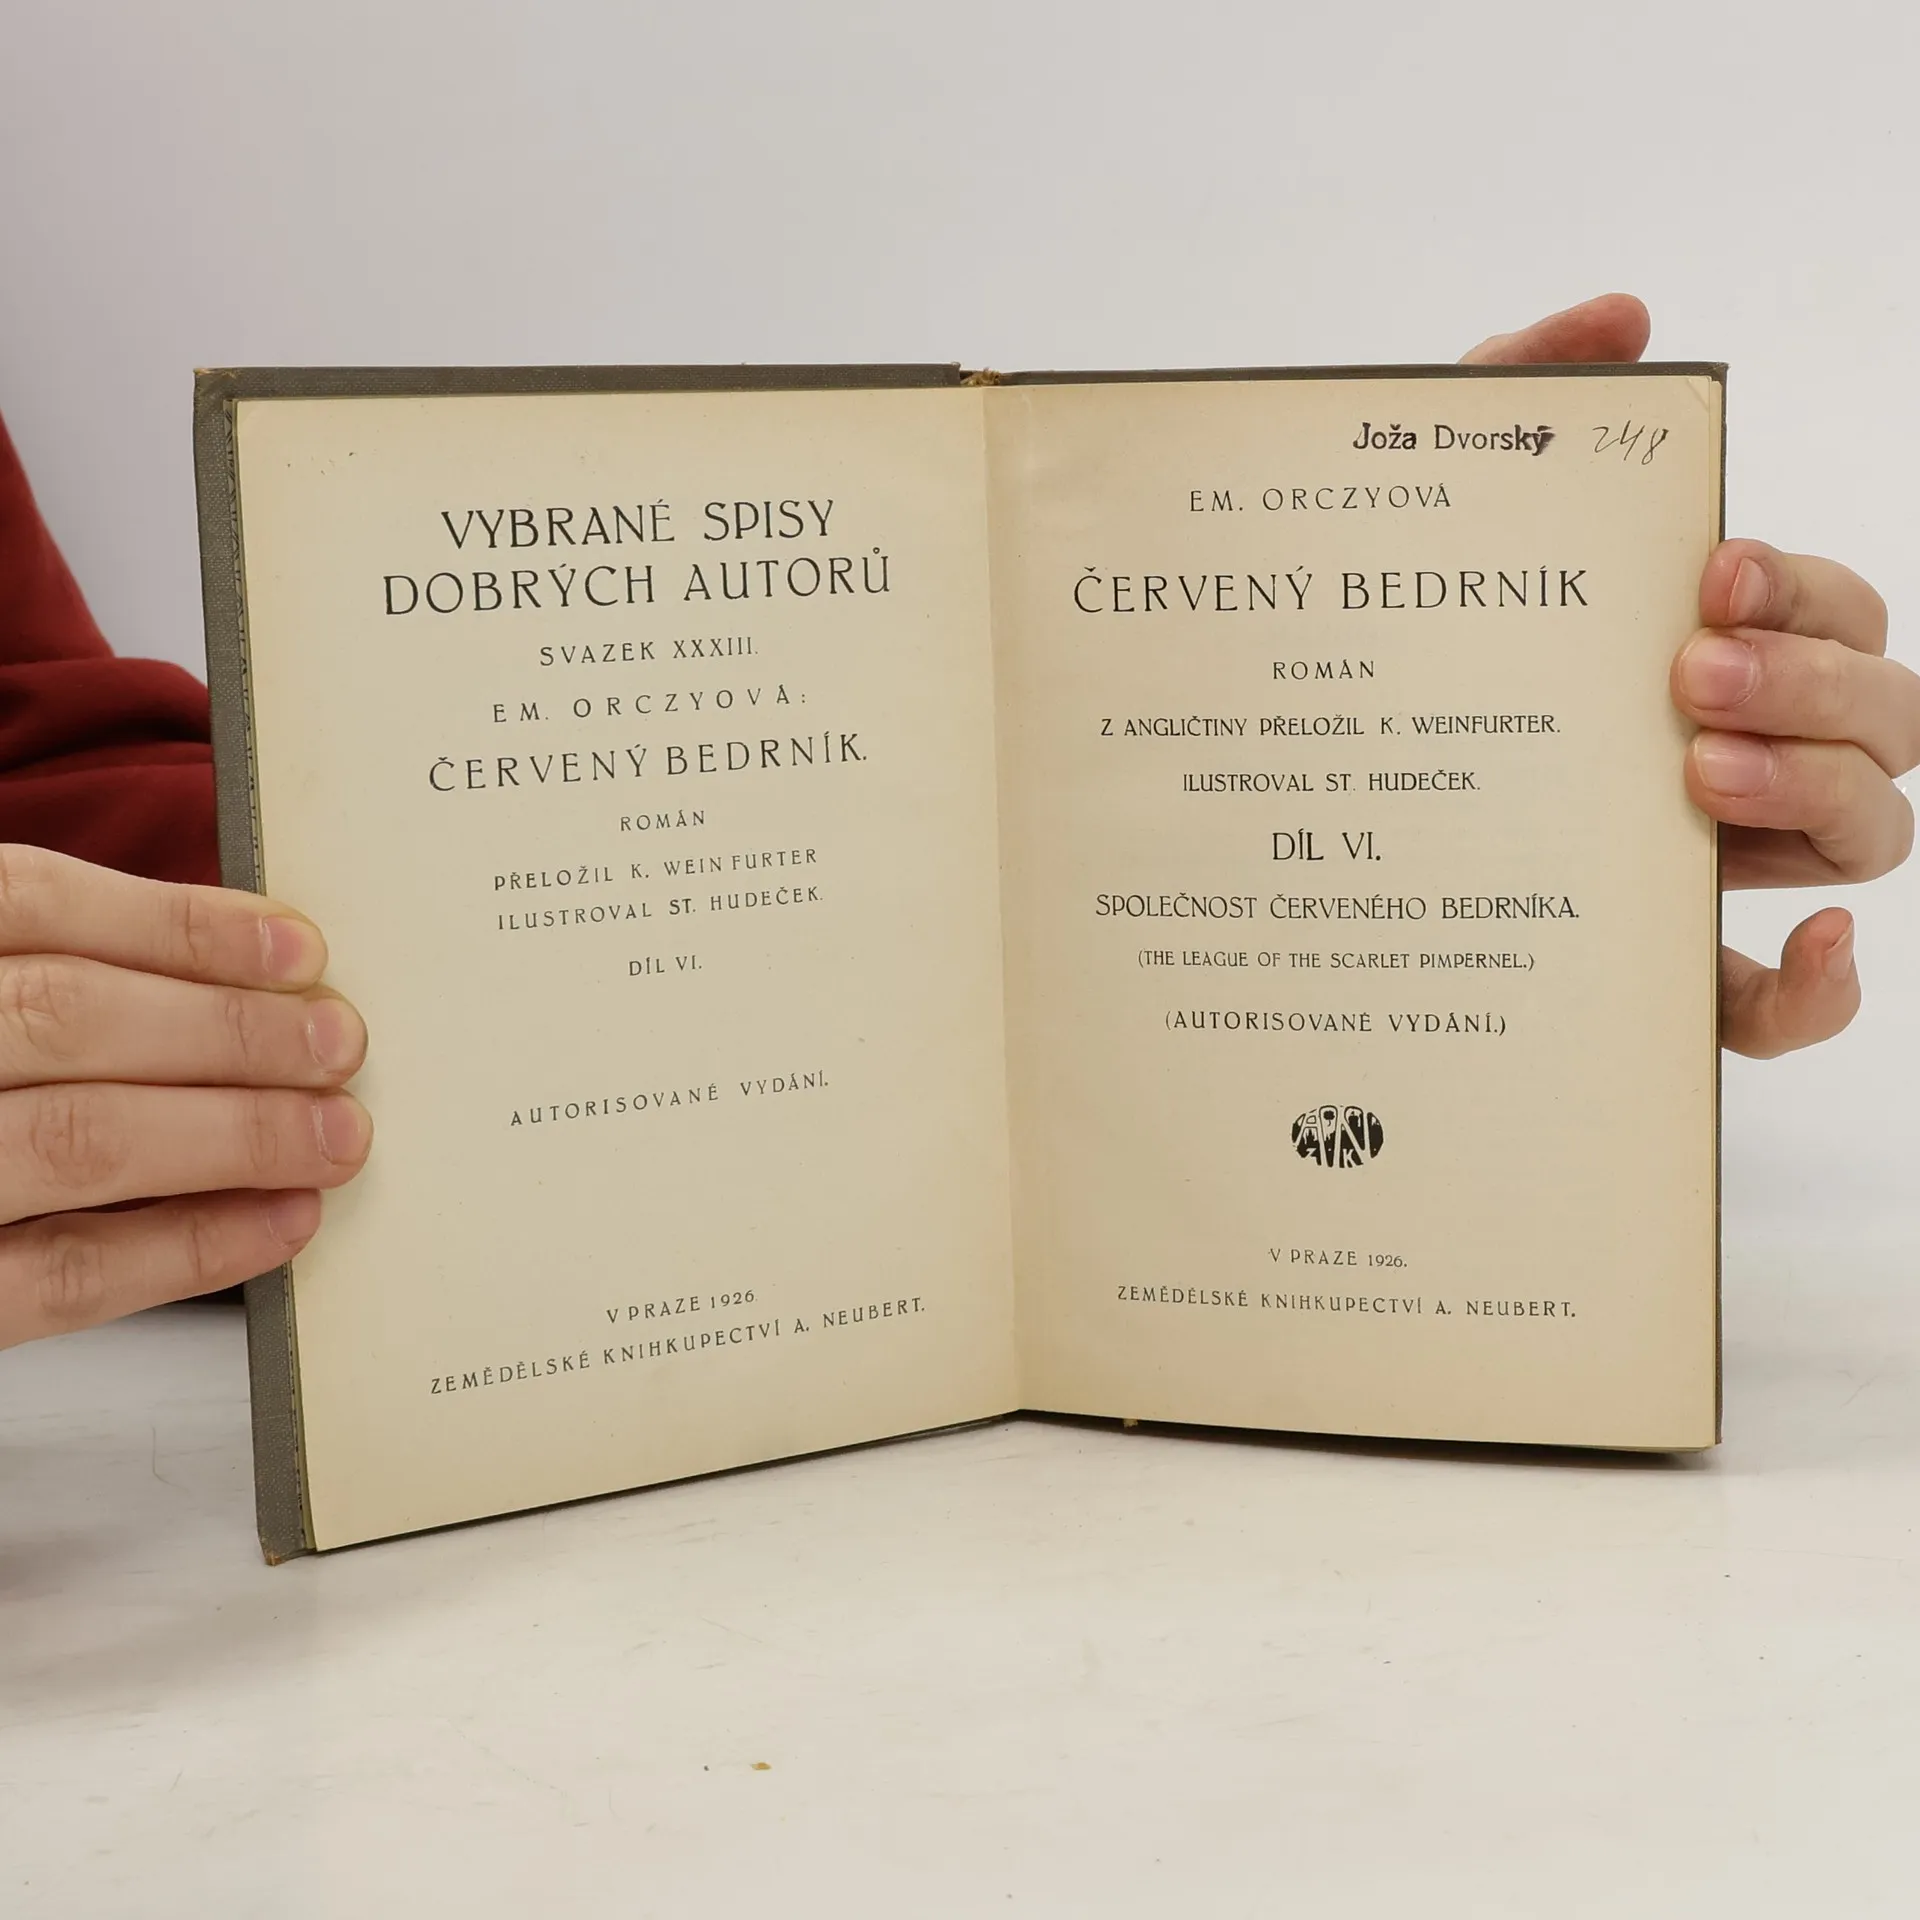 VYBRANÉ SPISY
DOBRÝCH AUTORŮ
SVAZEK XXXIII.
EM. ORCZYOVÁ:
ČERVENÝ BEDRNÍK.
ROMÁN
PŘELOŽIL K. WEINFURTER
ILUSTROVAL ST. HUDEČEK.
DÍL VI.
AUTORISOVANÉ VYDÁNÍ.
V PRAZE 1926.
ZEMĚDĚLSKÉ KNIHKUPECTVÍ A. NEUBERT.
Joža Dvorský 248
EM. ORCZYOVÁ
ČERVENÝ BEDRNÍK
ROMÁN
Z ANGLIČTINY PŘELOŽIL K. WEINFURTER.
ILUSTROVAL ST. HUDEČEK.
DÍL VI.
SPOLEČNOST ČERVENÉHO BEDRNÍKA.
(THE LEAGUE OF THE SCARLET PIMPERNEL.)
(AUTORISOVANÉ VYDÁNÍ.)
V PRAZE 1926.
ZEMĚDĚLSKÉ KNIHKUPECTVÍ A. NEUBERT.